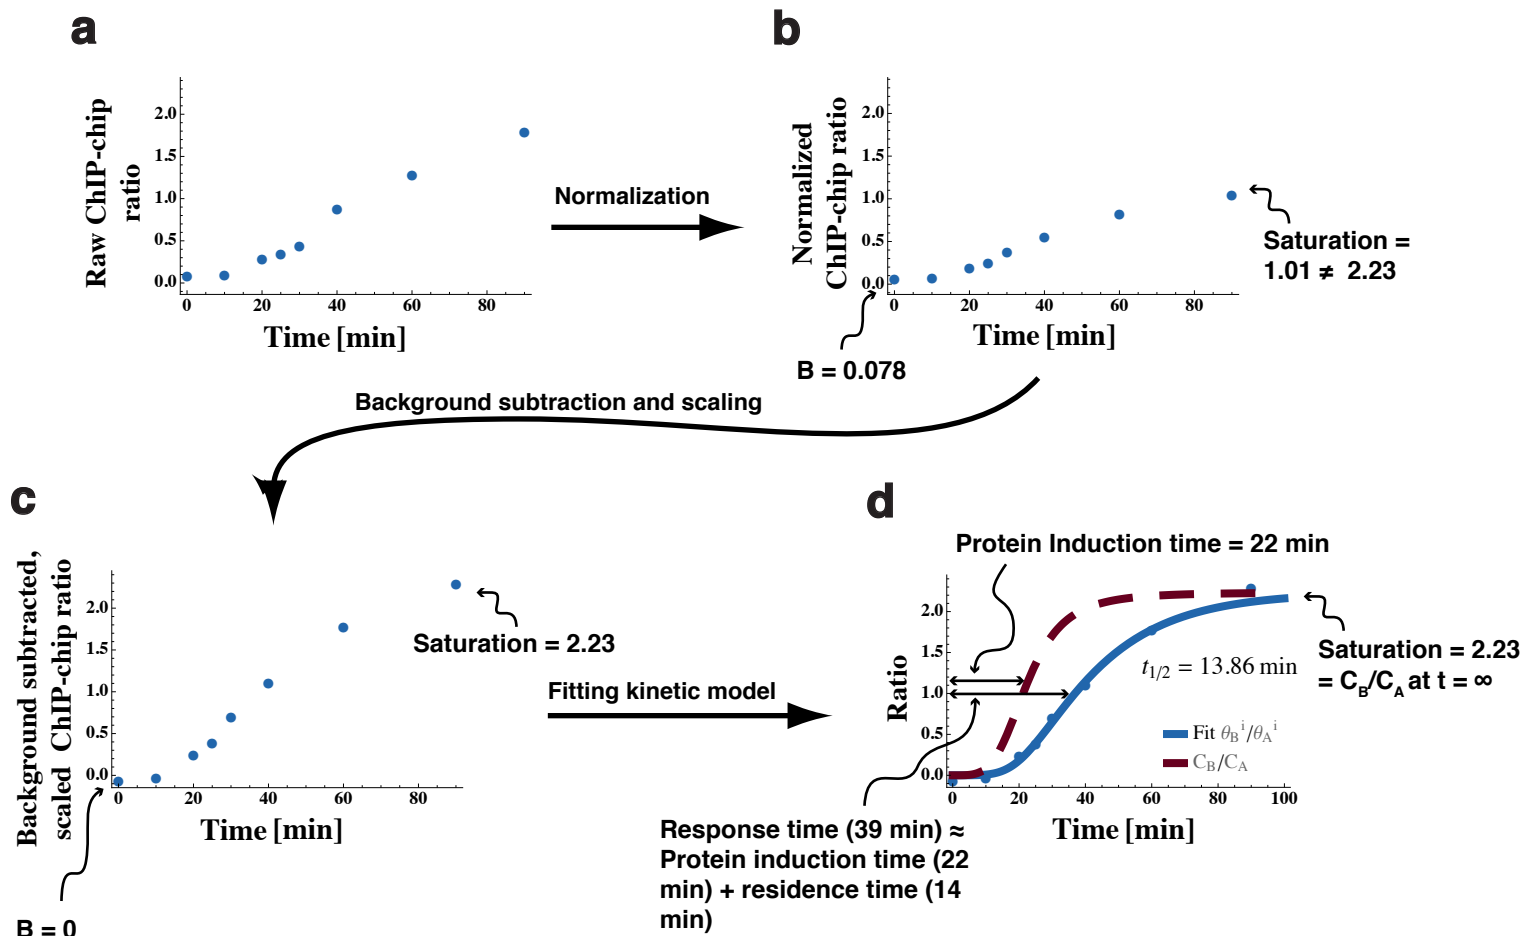 a
Raw ChIP-chip
ratio
2.0
1.5
1.0
0.5
0.0
0 20 40 60 80
Time [min]
Normalization
b
Normalized
ChIP-chip ratio
2.0
1.5
1.0
0.5
0.0
0 20 40 60 80
Time [min]
Saturation =
1.01 ≠ 2.23
B = 0.078
Background subtraction and scaling
c
Background subtracted,
scaled ChIP-chip ratio
2.0
1.5
1.0
0.5
0.0
0 20 40 60 80
Time [min]
Saturation = 2.23
B = 0
Fitting kinetic model
d
Protein Induction time = 22 min
Ratio
2.0
1.5
1.0
0.5
0.0
0 20 40 60 80 100
Time [min]
t1/2 = 13.86 min
Fit θB^i/θA^i
CB/CA
Saturation = 2.23
= CB/CA at t = ∞
Response time (39 min) ≈
Protein induction time (22
min) + residence time (14
min)